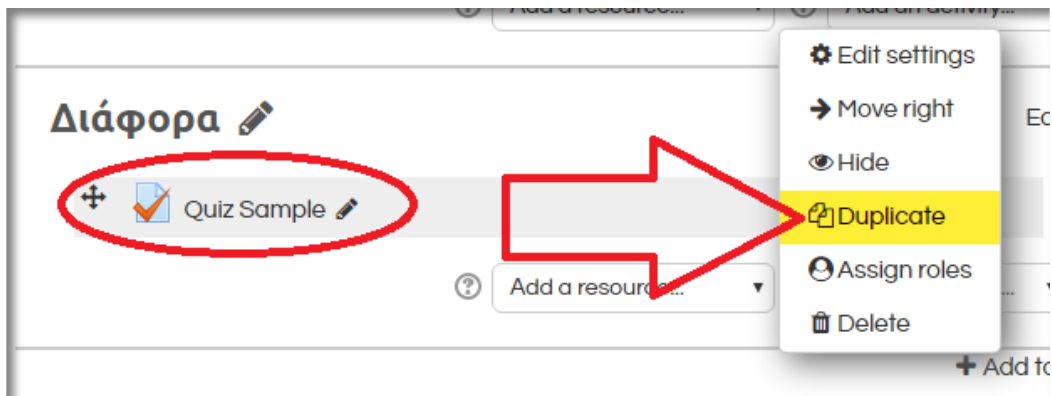 Add a resource... Add an activity...
Edit settings
Move right
Διάφορα
Hide
Quiz Sample
Duplicate
Assign roles
Add a resource...
Delete
Add to